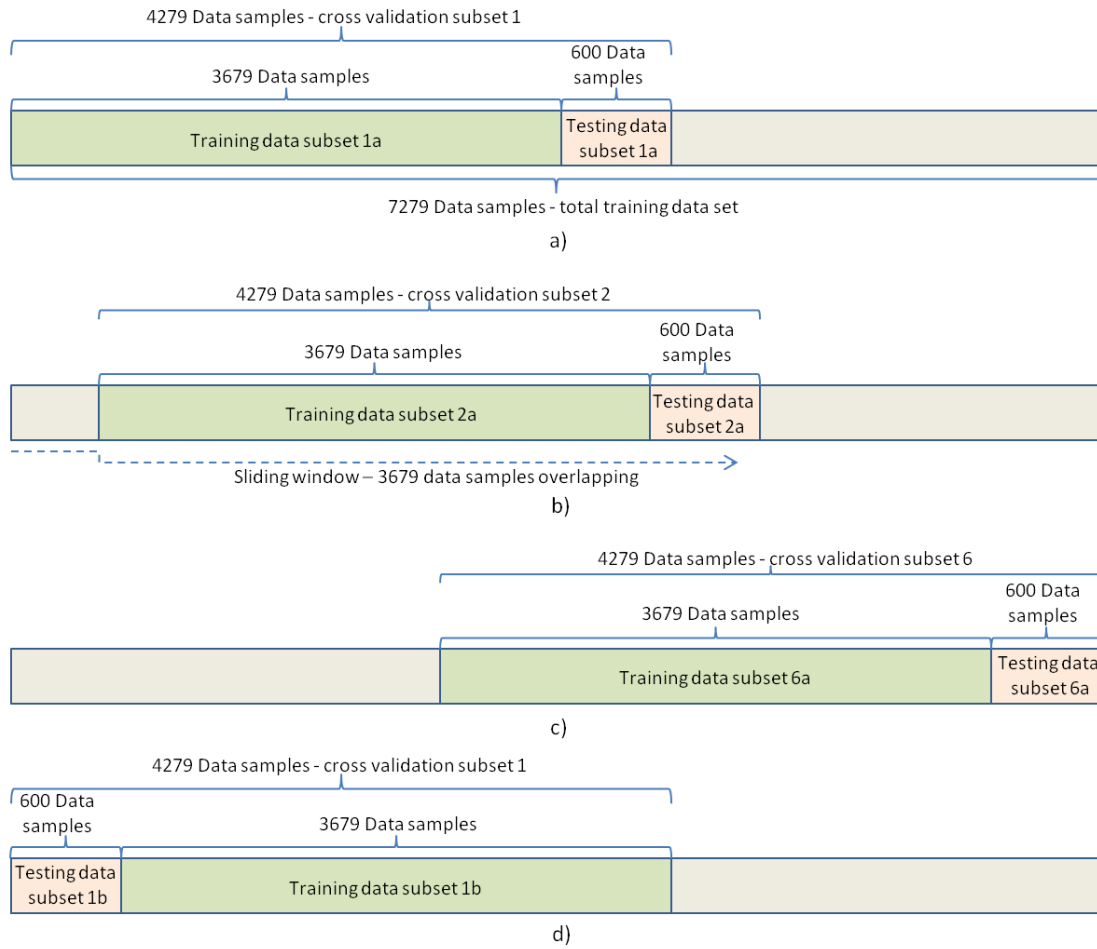 4279 Data samples - cross validation subset 1
3679 Data samples
600 Data
samples
Training data subset 1a
Testing data
subset 1a
7279 Data samples - total training data set
a)
4279 Data samples - cross validation subset 2
3679 Data samples
600 Data
samples
Training data subset 2a
Testing data
subset 2a
Sliding window – 3679 data samples overlapping
b)
4279 Data samples - cross validation subset 6
3679 Data samples
600 Data
samples
Training data subset 6a
Testing data
subset 6a
c)
4279 Data samples - cross validation subset 1
600 Data
samples
3679 Data samples
Testing data
subset 1b
Training data subset 1b
d)